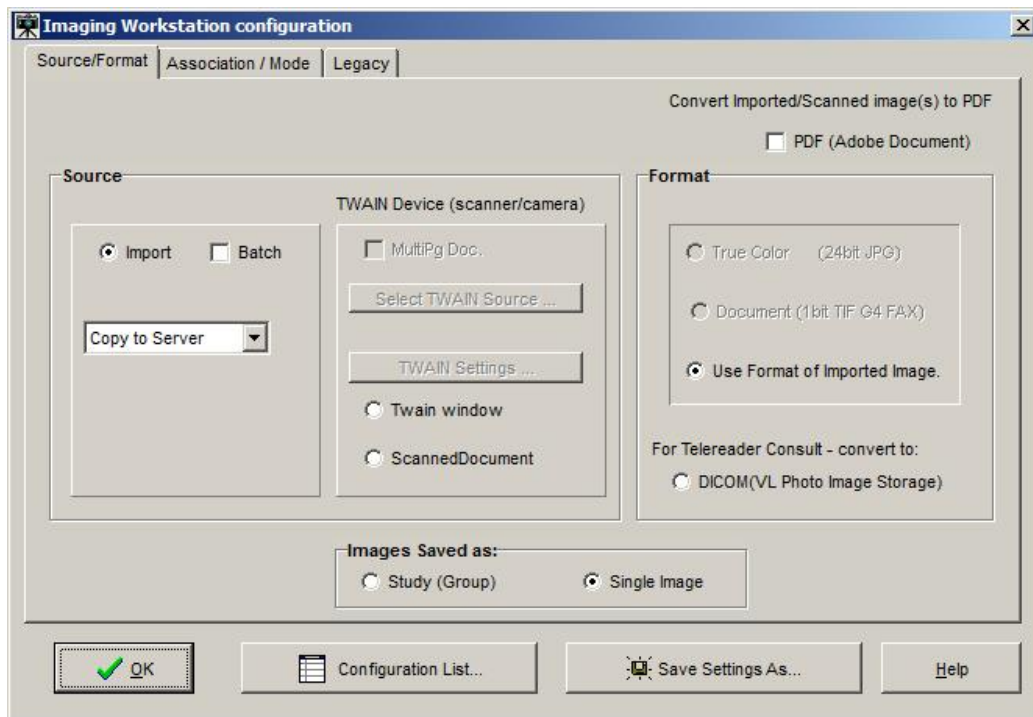 Imaging Workstation configuration
Source/Format Association / Mode Legacy
Convert Imported/Scanned image(s) to PDF
PDF (Adobe Document)
Source
TWAIN Device (scanner/camera)
Import Batch
Copy to Server
MultiPg Doc.
Select TWAIN Source ...
TWAIN Settings ...
Twain window
ScannedDocument
Format
True Color (24bit JPG)
Document (1bit TIF G4 FAX)
Use Format of Imported Image.
For Telereader Consult - convert to:
DICOM(VL Photo Image Storage)
Images Saved as:
Study (Group) Single Image
OK Configuration List... Save Settings As... Help